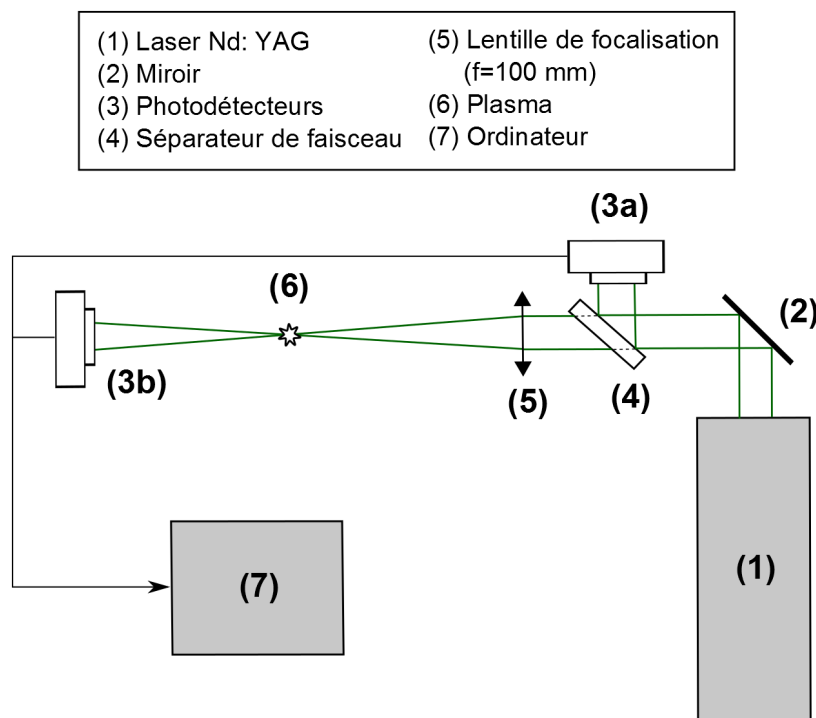 (1) Laser Nd: YAG
(2) Miroir
(3) Photodétecteurs
(4) Séparateur de faisceau
(5) Lentille de focalisation
(f=100 mm)
(6) Plasma
(7) Ordinateur
(3a)
(6)
(2)
(3b)
(5)
(4)
(7)
(1)